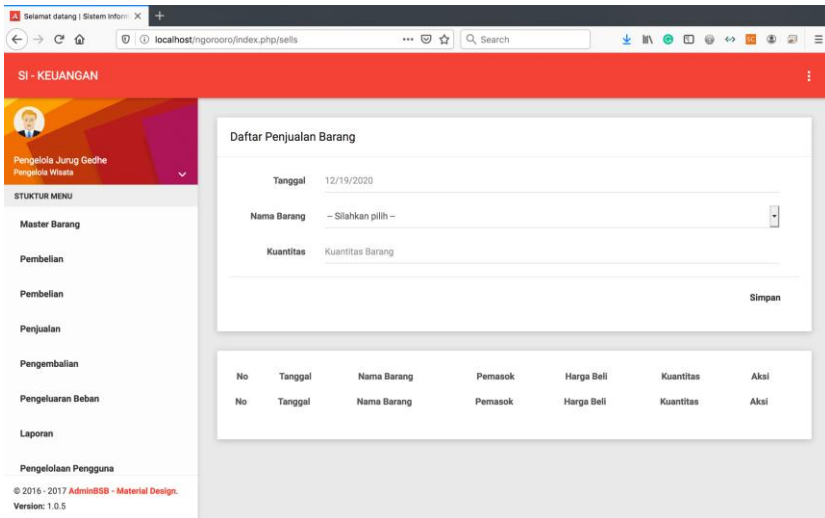 Selamat datang | Sistem Inform
localhost/ngorooro/index.php/sells
Search
SI - KEUANGAN
Pengelola Jurug Gedhe
Pengelola Wisata
STUKTUR MENU
Master Barang
Pembelian
Pembelian
Penjualan
Pengembalian
Pengeluaran Beban
Laporan
Pengelolaan Pengguna
© 2016 - 2017 AdminBSB - Material Design.
Version: 1.0.5
Daftar Penjualan Barang
Tanggal 12/19/2020
Nama Barang -- Silahkan pilih --
Kuantitas Kuantitas Barang
Simpan
No Tanggal Nama Barang Pemasok Harga Beli Kuantitas Aksi
No Tanggal Nama Barang Pemasok Harga Beli Kuantitas Aksi